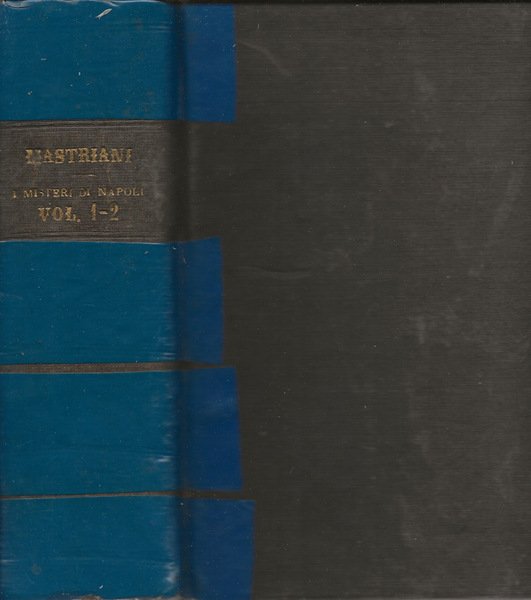 MASTRIANI
I MISTERI DI NAPOLI
VOL. 1-2